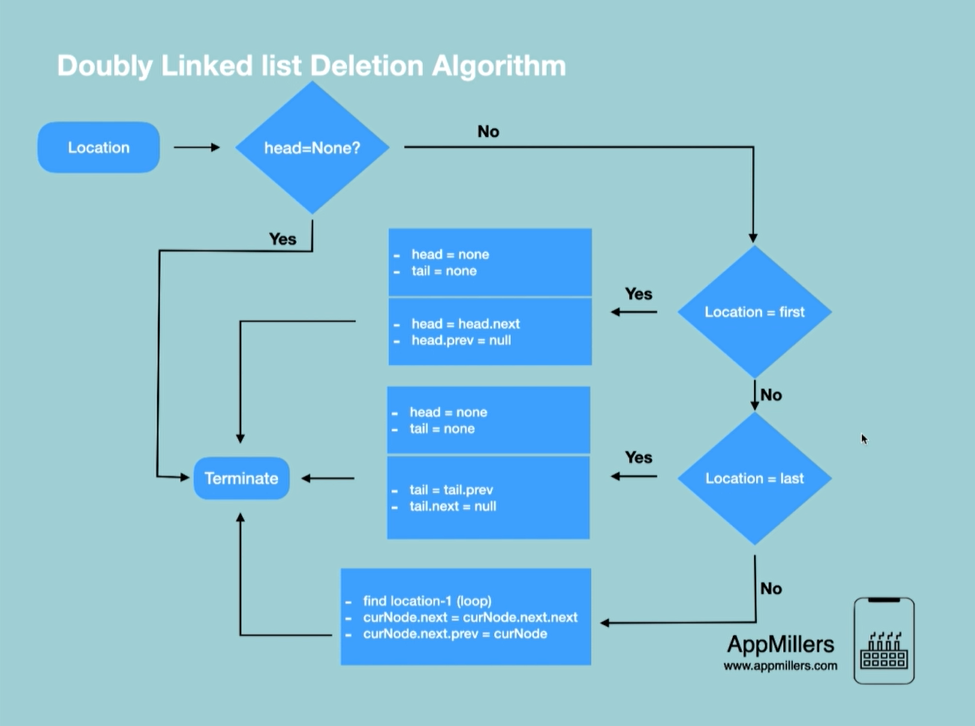 Doubly Linked list Deletion Algorithm
Location
head=None?
No
Yes
- head = none
- tail = none
- head = head.next
- head.prev = null
Yes
Location = first
No
- head = none
- tail = none
- tail = tail.prev
- tail.next = null
Yes
Location = last
Terminate
No
- find location-1 (loop)
- curNode.next = curNode.next.next
- curNode.next.prev = curNode
AppMillers
www.appmillers.com